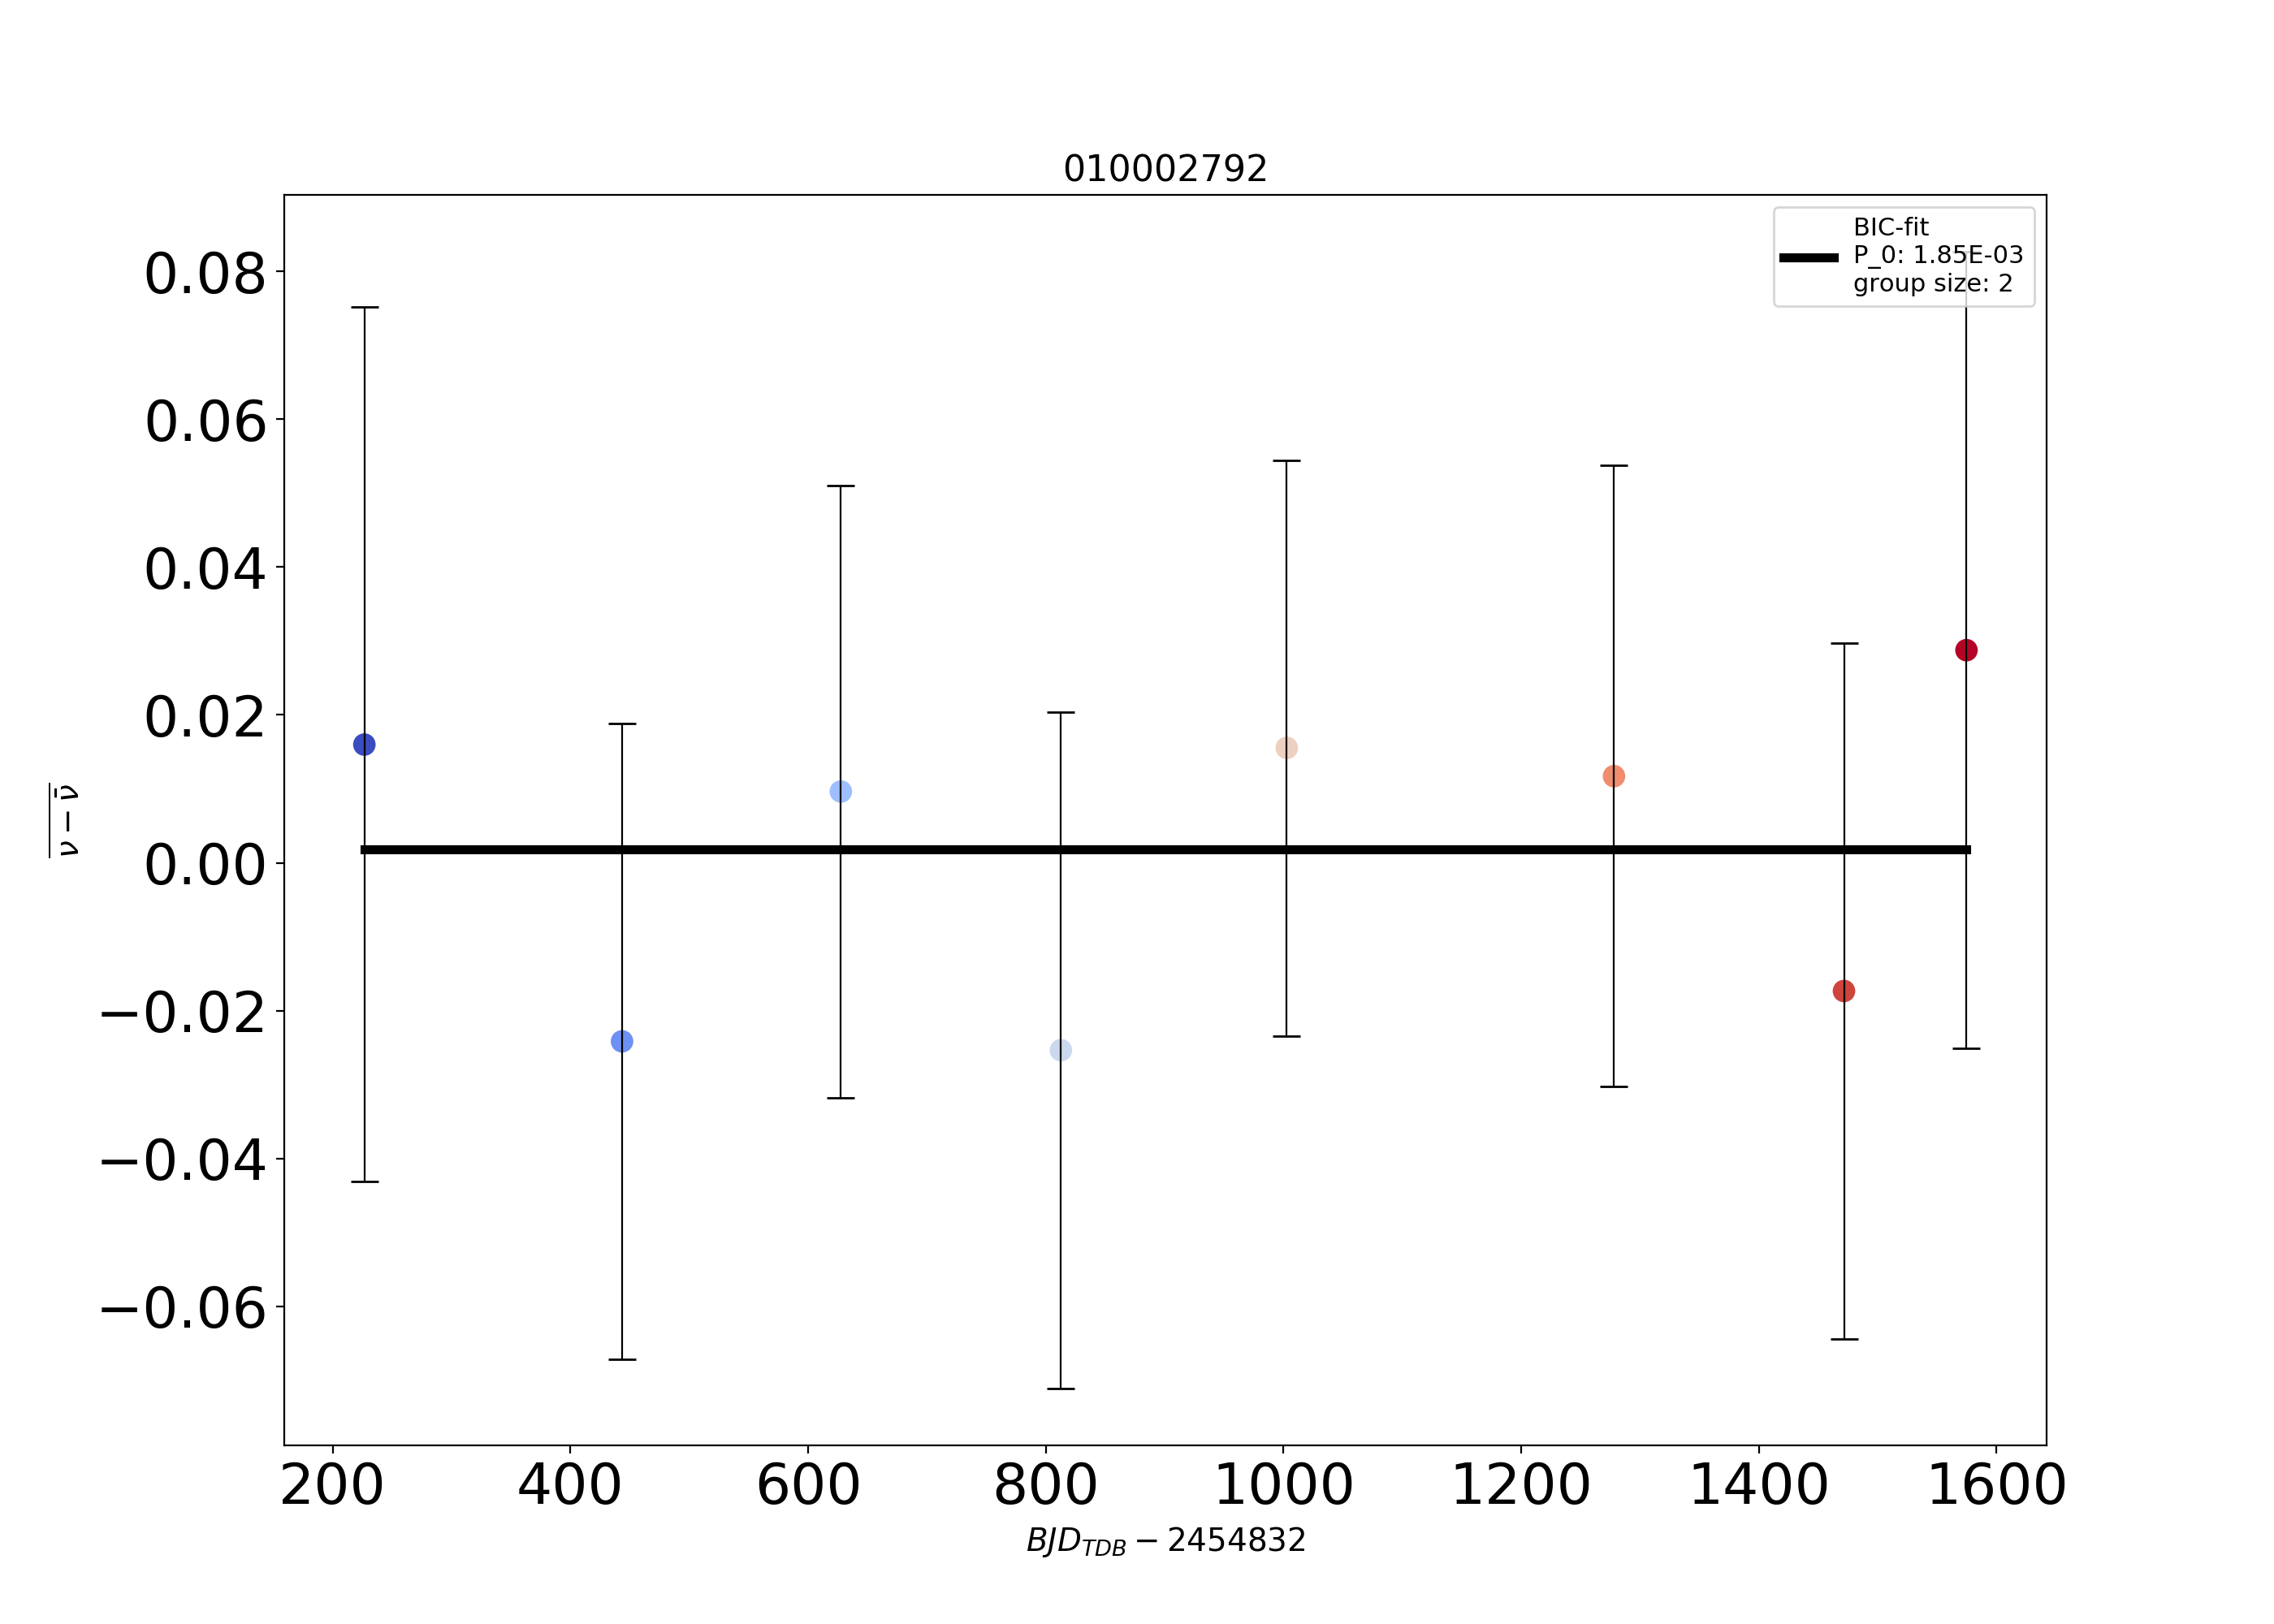 010002792
BIC-fit
P_0: 1.85E-03
group size: 2
0.08
0.06
0.04
0.02
0.00
−0.02
−0.04
−0.06
ν − ν̄
200 400 600 800 1000 1200 1400 1600
BJD_TDB − 2454832